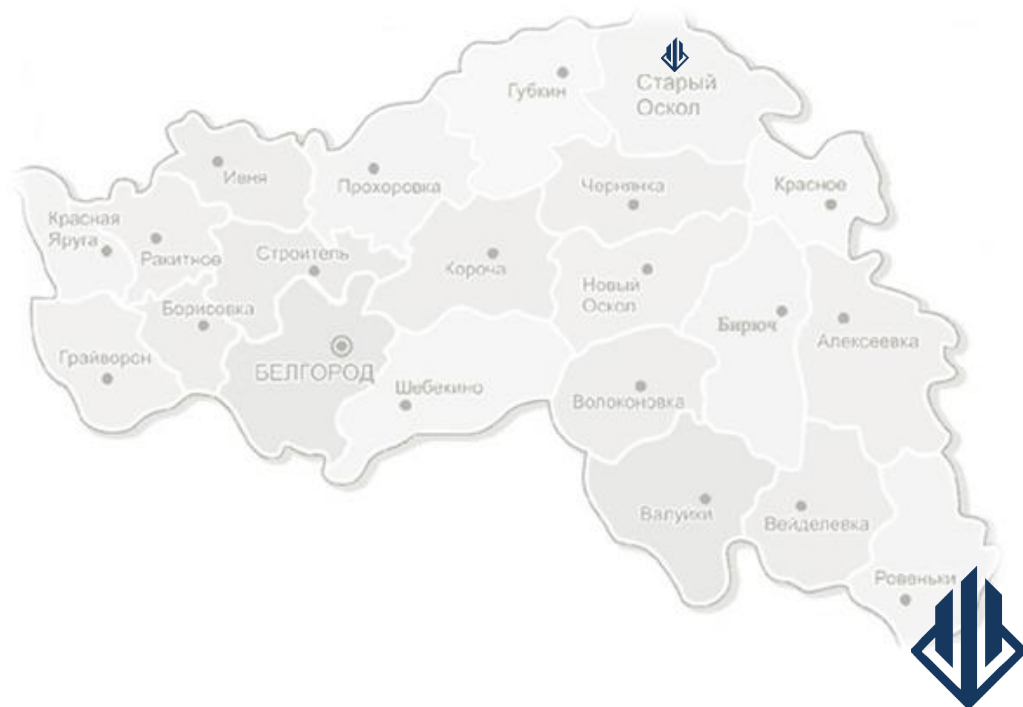 Старый
Оскол
Губкин
Ивня
Прохоровка
Чернянка
Красное
Красная
Яруга
Ракитное
Строитель
Короча
Новый
Оскол
Борисовка
Бирюч
Алексеевка
Грайворон
БЕЛГОРОД
Шебекино
Волоконовка
Валуйки
Вейделевка
Ровеньки